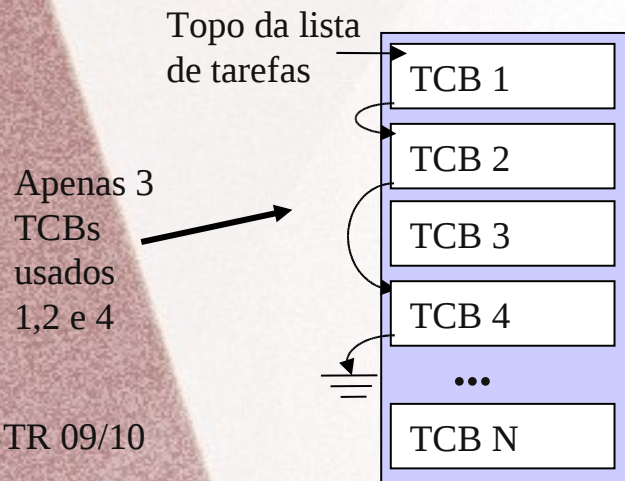 Topo da lista
de tarefas
TCB 1
TCB 2
Apenas 3
TCBs
usados
1,2 e 4
TCB 3
TCB 4
...
TCB N
TR 09/10